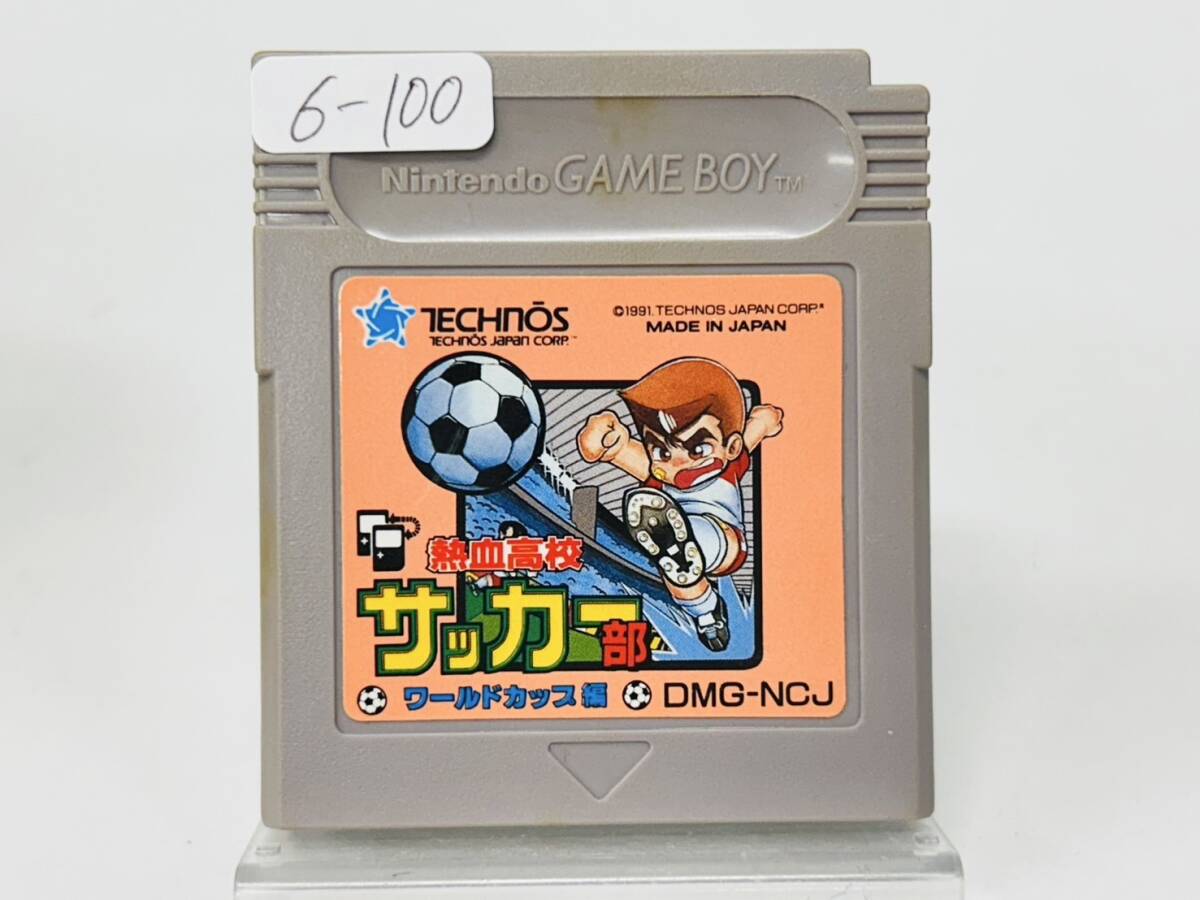 6-100
Nintendo GAME BOY TM
TECHNŌS
TECHNŌS JAPAN CORP.™
©1991. TECHNOS JAPAN CORP.*
MADE IN JAPAN
熱血高校
サッカー部
ワールドカップ編
DMG-NCJ